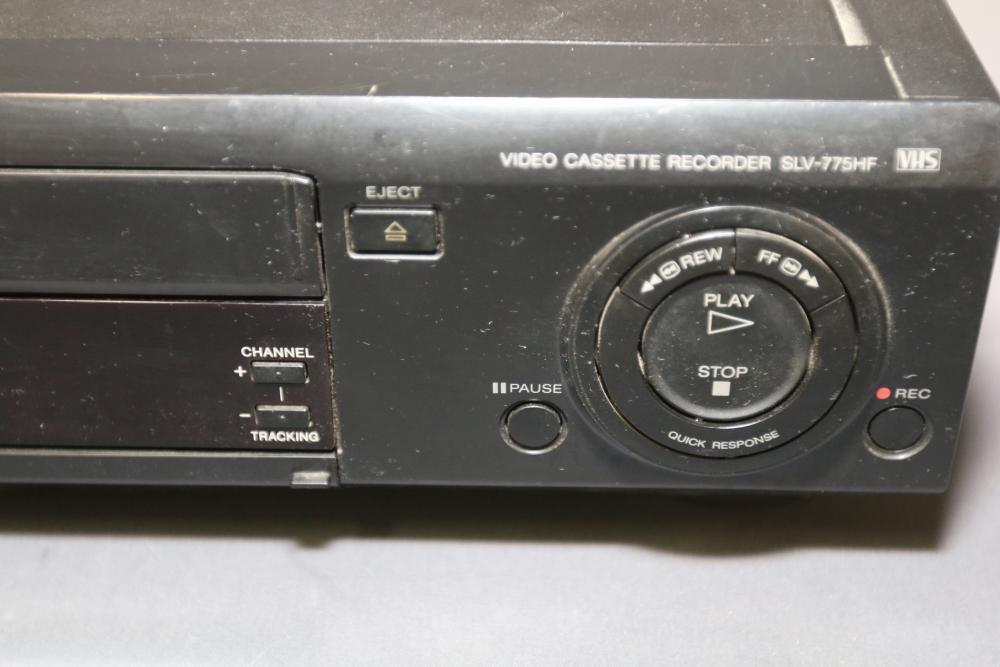 VIDEO CASSETTE RECORDER SLV-775HF VHS
EJECT
REW FF
PLAY
STOP
CHANNEL
+
-
TRACKING
PAUSE
REC
QUICK RESPONSE